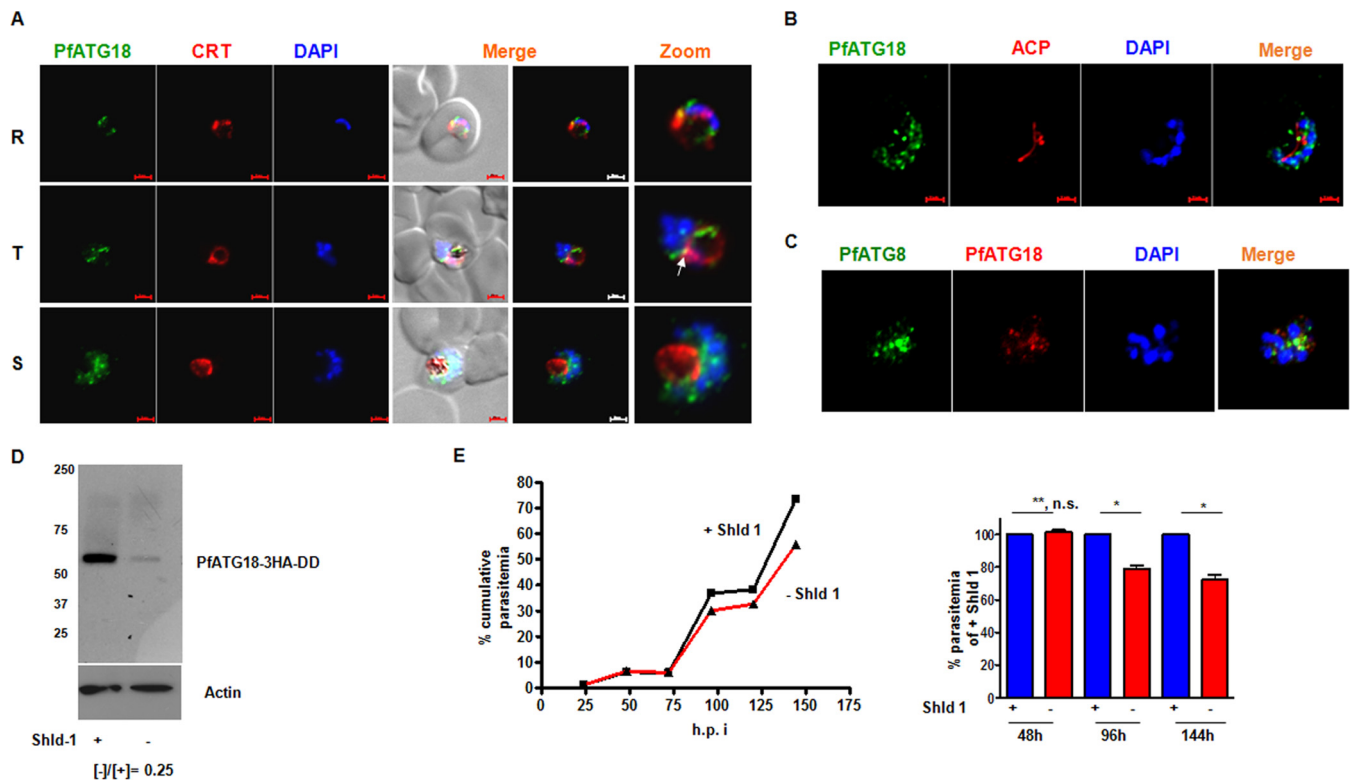 A
PfATG18 CRT DAPI Merge Zoom
R
T
S
B
PfATG18 ACP DAPI Merge
C
PfATG8 PfATG18 DAPI Merge
D
250
75
50
37
25
PfATG18-3HA-DD
Actin
Shld-1 + -
[-]/[+]= 0.25
E
% cumulative
parasitemia
80
70
60
50
40
30
20
10
0
0 25 50 75 100 125 150 175
h.p. i
+ Shld 1
- Shld 1
% parasitemia
of + Shld 1
100
80
60
40
20
0
**, n.s. * *
Shld 1 + - + - + -
48h 96h 144h